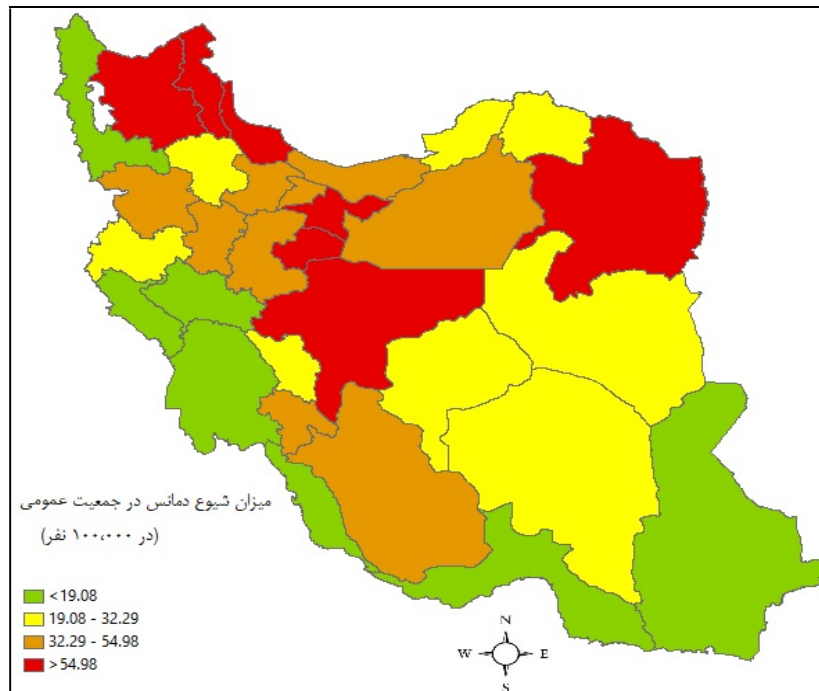 میزان شیوع دمانس در جمعیت عمومی
(در ۱۰۰،۰۰۰ نفر)
<19.08
19.08 - 32.29
32.29 - 54.98
>54.98
N
W E
S